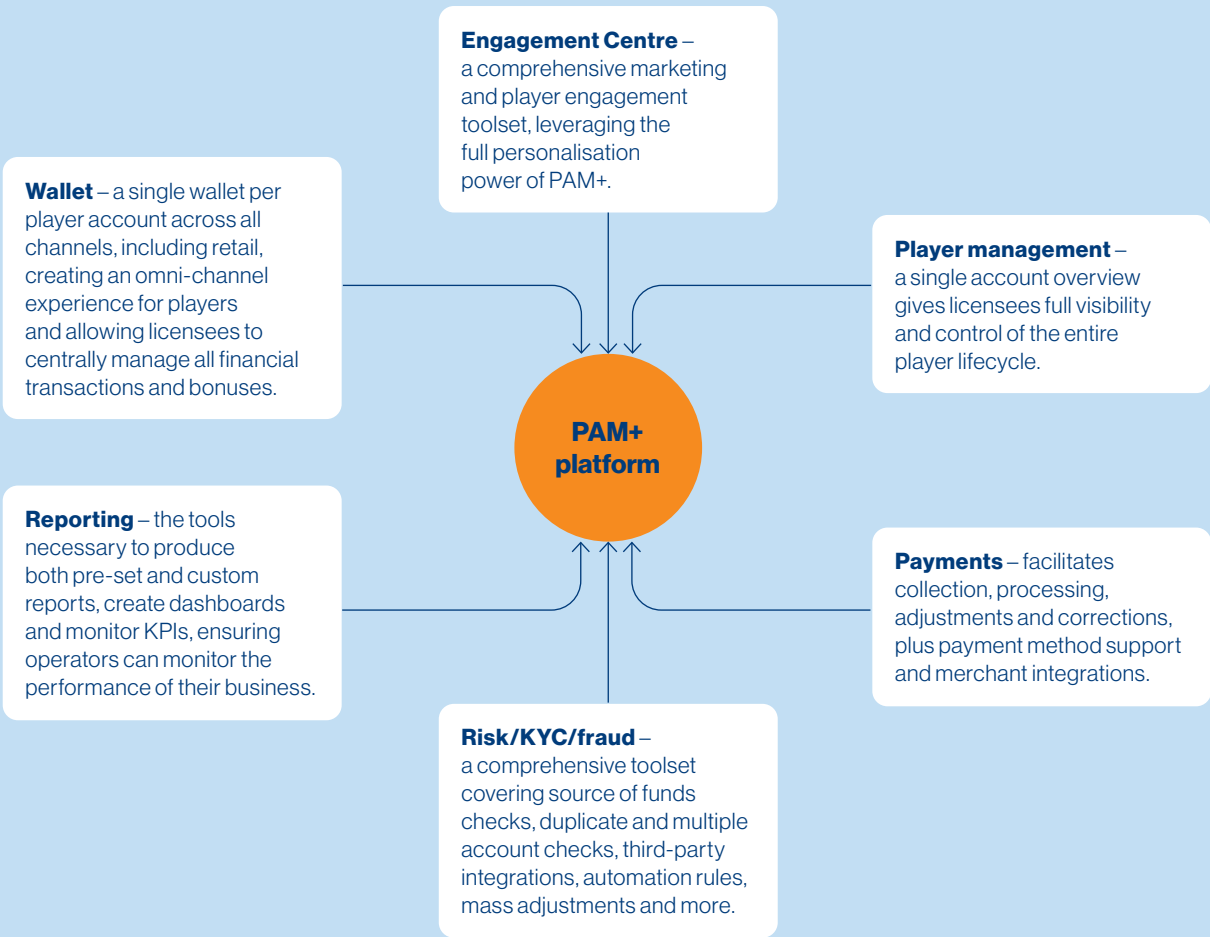 Engagement Centre –
a comprehensive marketing
and player engagement
toolset, leveraging the
full personalisation
power of PAM+.
Wallet – a single wallet per
player account across all
channels, including retail,
creating an omni-channel
experience for players
and allowing licensees to
centrally manage all financial
transactions and bonuses.
Player management –
a single account overview
gives licensees full visibility
and control of the entire
player lifecycle.
PAM+
platform
Reporting – the tools
necessary to produce
both pre-set and custom
reports, create dashboards
and monitor KPIs, ensuring
operators can monitor the
performance of their business.
Payments – facilitates
collection, processing,
adjustments and corrections,
plus payment method support
and merchant integrations.
Risk/KYC/fraud –
a comprehensive toolset
covering source of funds
checks, duplicate and multiple
account checks, third-party
integrations, automation rules,
mass adjustments and more.